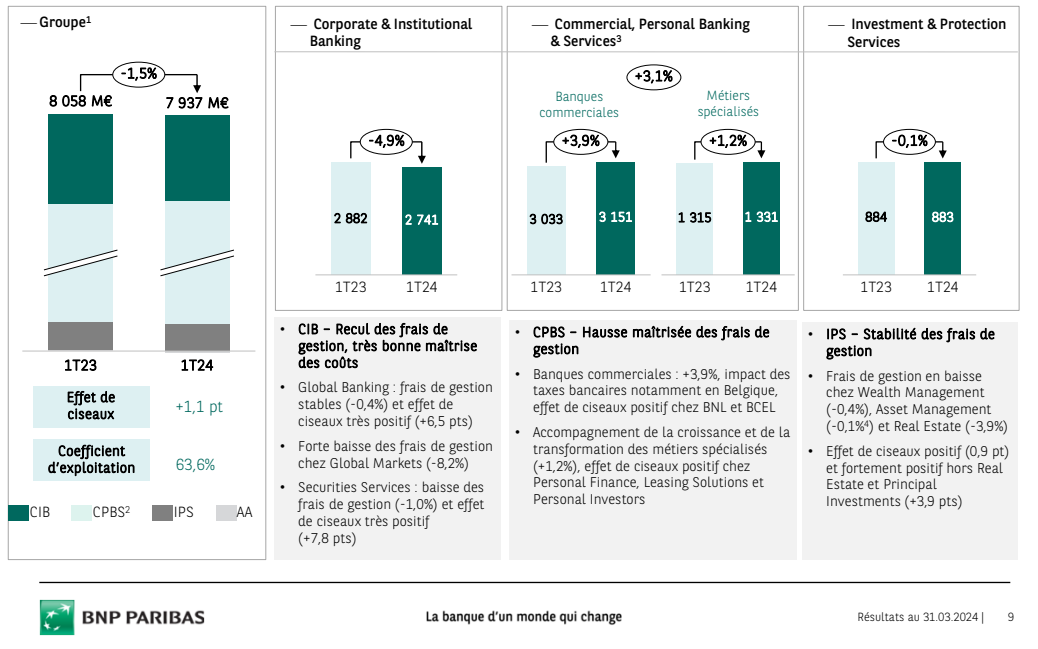 Groupe¹
-1,5%
8 058 M€
7 937 M€
1T23
1T24
Effet de
ciseaux
+1,1 pt
Coefficient
d'exploitation
63,6%
CIB
CPBS²
IPS
AA
Corporate & Institutional
Banking
-4,9%
2 882
2 741
1T23
1T24
Commercial, Personal Banking
& Services³
+3,1%
Banques
commerciales
Métiers
spécialisés
+3,9%
+1,2%
3 033
3 151
1 315
1 331
1T23
1T24
1T23
1T24
Investment & Protection
Services
-0,1%
884
883
1T23
1T24
• CIB – Recul des frais de
gestion, très bonne maîtrise
des coûts
• Global Banking : frais de gestion
stables (-0,4%) et effet de
ciseaux très positif (+6,5 pts)
• Forte baisse des frais de gestion
chez Global Markets (-8,2%)
• Securities Services : baisse des
frais de gestion (-1,0%) et effet
de ciseaux très positif
(+7,8 pts)
• CPBS – Hausse maîtrisée des frais de
gestion
• Banques commerciales : +3,9%, impact des
taxes bancaires notamment en Belgique,
effet de ciseaux positif chez BNL et BCEL
• Accompagnement de la croissance et de la
transformation des métiers spécialisés
(+1,2%), effet de ciseaux positif chez
Personal Finance, Leasing Solutions et
Personal Investors
• IPS – Stabilité des frais de
gestion
• Frais de gestion en baisse
chez Wealth Management
(-0,4%), Asset Management
(-0,1%⁴) et Real Estate (-3,9%)
• Effet de ciseaux positif (0,9 pt)
et fortement positif hors Real
Estate et Principal
Investments (+3,9 pts)
BNP PARIBAS
La banque d'un monde qui change
Résultats au 31.03.2024 | 9